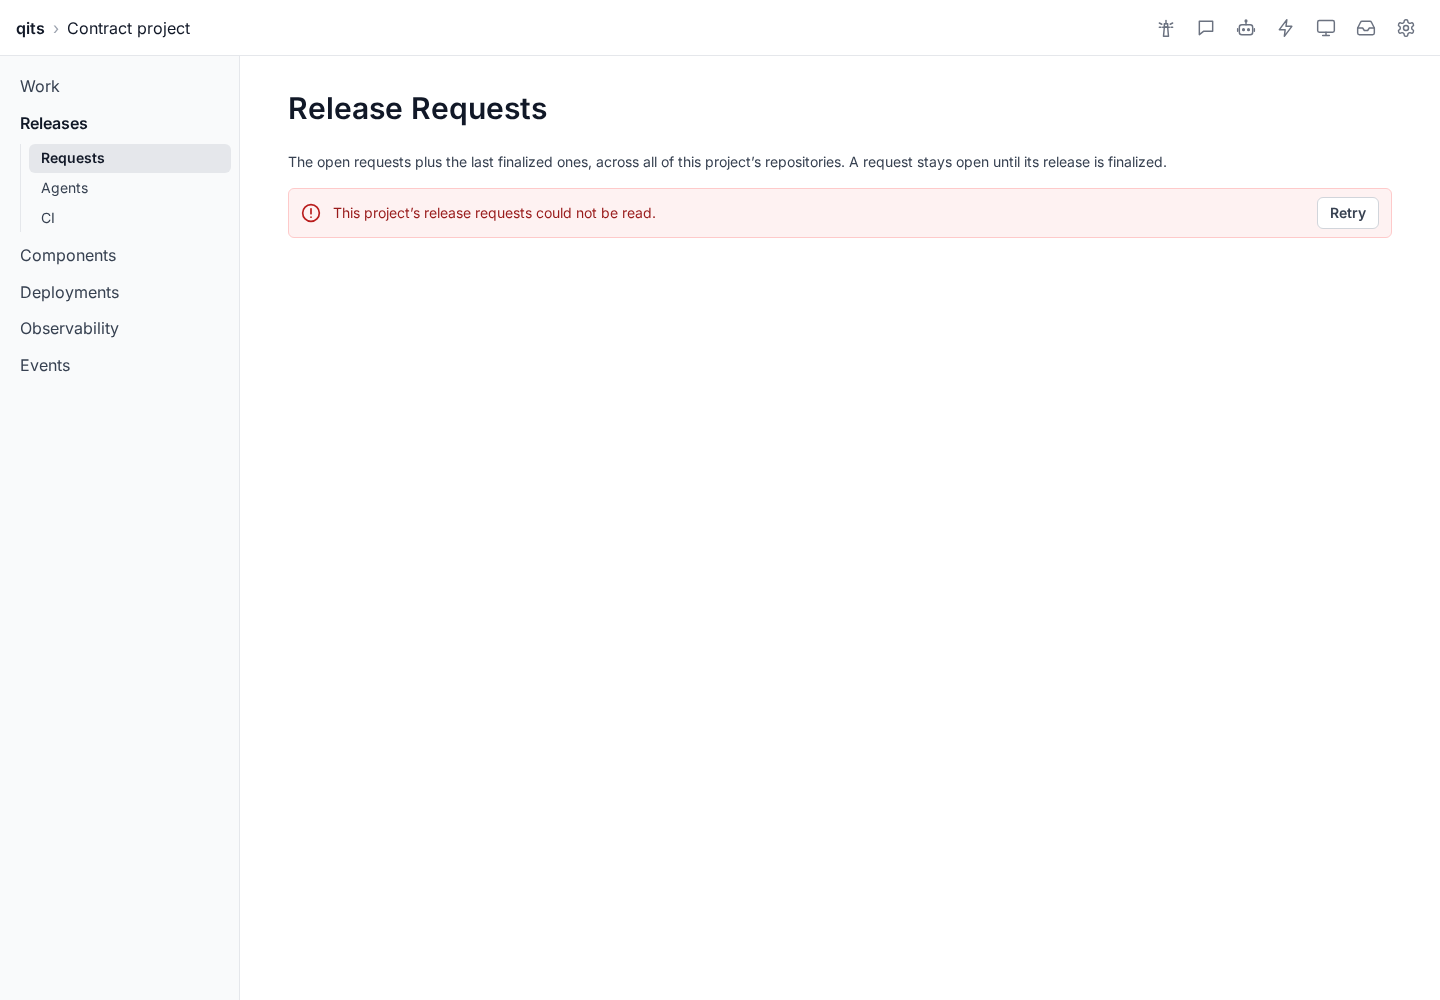 qits › Contract project
Work
Releases
Requests
Agents
CI
Components
Deployments
Observability
Events
Release Requests
The open requests plus the last finalized ones, across all of this project’s repositories. A request stays open until its release is finalized.
This project’s release requests could not be read.
Retry